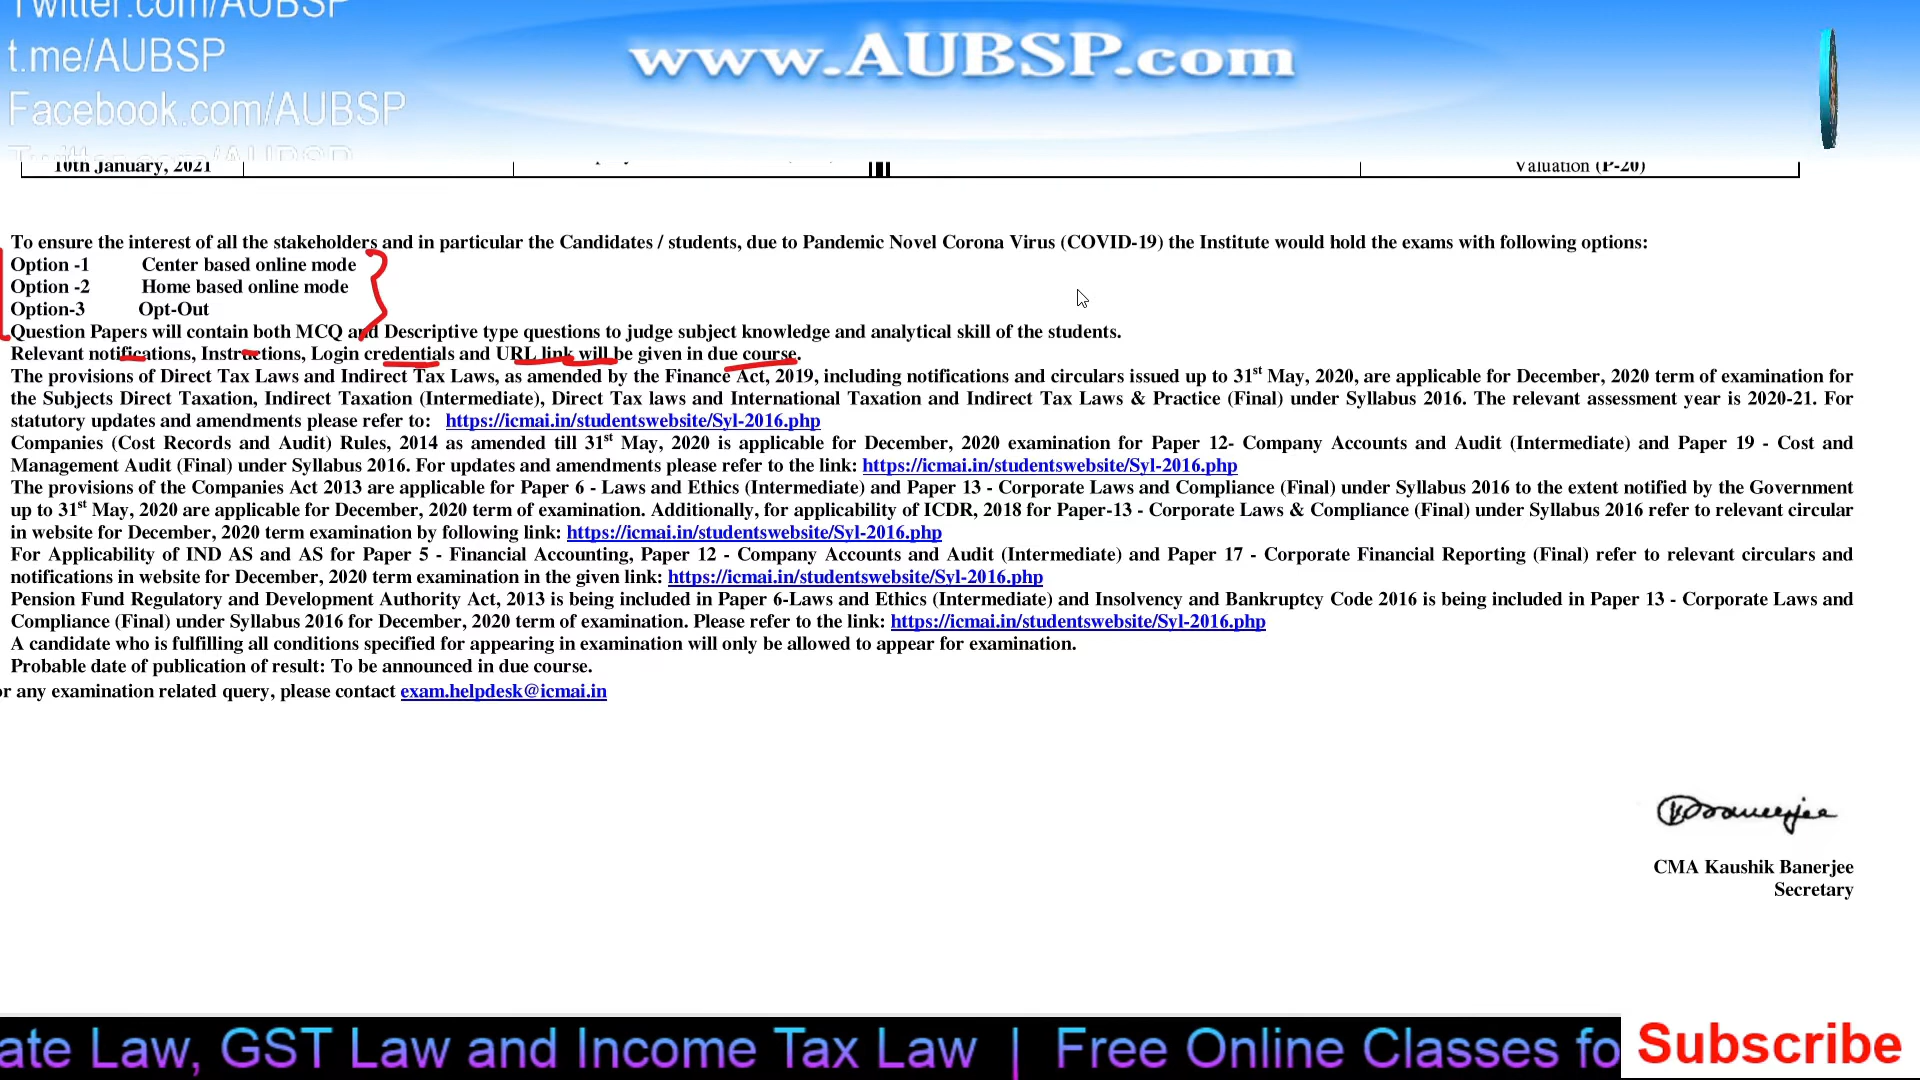 Twitter.com/AUBSP
t.me/AUBSP
Facebook.com/AUBSP
Twitter.com/AUBSP
www.AUBSP.com
10th January, 2021
Valuation (P-20)
To ensure the interest of all the stakeholders and in particular the Candidates / students, due to Pandemic Novel Corona Virus (COVID-19) the Institute would hold the exams with following options:
Option -1 Center based online mode
Option -2 Home based online mode
Option-3 Opt-Out
Question Papers will contain both MCQ and Descriptive type questions to judge subject knowledge and analytical skill of the students.
Relevant notifications, Instructions, Login credentials and URL link will be given in due course.
The provisions of Direct Tax Laws and Indirect Tax Laws, as amended by the Finance Act, 2019, including notifications and circulars issued up to 31st May, 2020, are applicable for December, 2020 term of examination for
the Subjects Direct Taxation, Indirect Taxation (Intermediate), Direct Tax laws and International Taxation and Indirect Tax Laws & Practice (Final) under Syllabus 2016. The relevant assessment year is 2020-21. For
statutory updates and amendments please refer to: https://icmai.in/studentswebsite/Syl-2016.php
Companies (Cost Records and Audit) Rules, 2014 as amended till 31st May, 2020 is applicable for December, 2020 examination for Paper 12- Company Accounts and Audit (Intermediate) and Paper 19 - Cost and
Management Audit (Final) under Syllabus 2016. For updates and amendments please refer to the link: https://icmai.in/studentswebsite/Syl-2016.php
The provisions of the Companies Act 2013 are applicable for Paper 6 - Laws and Ethics (Intermediate) and Paper 13 - Corporate Laws and Compliance (Final) under Syllabus 2016 to the extent notified by the Government
up to 31st May, 2020 are applicable for December, 2020 term of examination. Additionally, for applicability of ICDR, 2018 for Paper-13 - Corporate Laws & Compliance (Final) under Syllabus 2016 refer to relevant circular
in website for December, 2020 term examination by following link: https://icmai.in/studentswebsite/Syl-2016.php
For Applicability of IND AS and AS for Paper 5 - Financial Accounting, Paper 12 - Company Accounts and Audit (Intermediate) and Paper 17 - Corporate Financial Reporting (Final) refer to relevant circulars and
notifications in website for December, 2020 term examination in the given link: https://icmai.in/studentswebsite/Syl-2016.php
Pension Fund Regulatory and Development Authority Act, 2013 is being included in Paper 6-Laws and Ethics (Intermediate) and Insolvency and Bankruptcy Code 2016 is being included in Paper 13 - Corporate Laws and
Compliance (Final) under Syllabus 2016 for December, 2020 term of examination. Please refer to the link: https://icmai.in/studentswebsite/Syl-2016.php
A candidate who is fulfilling all conditions specified for appearing in examination will only be allowed to appear for examination.
Probable date of publication of result: To be announced in due course.
or any examination related query, please contact exam.helpdesk@icmai.in
CMA Kaushik Banerjee
Secretary
ate Law, GST Law and Income Tax Law | Free Online Classes fo
Subscribe